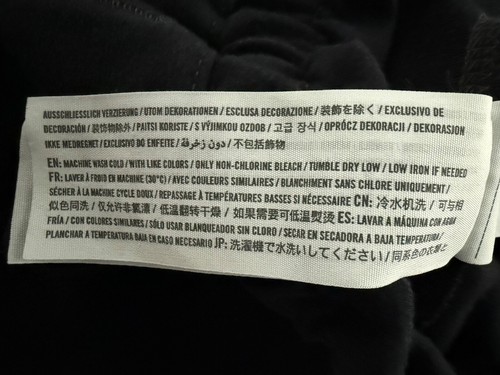 AUSSCHLIESSLICH VERZIERUNG / UTOM DEKORATIONEN / ESCLUSA DECORAZIONE / 装飾を除く / EXCLUSIVO DE
DECORACIÓN / 装饰物除外 / PAITSI KORISTE / S VÝJIMKOU OZDOB / 고급 장식 / OPRÓCZ DEKORACJI / DEKORASJON
IKKE MEDREGNET / EXCLUSIVO DO ENFEITE / دون زخرفة / 不包括飾物
EN: MACHINE WASH COLD / WITH LIKE COLORS / ONLY NON-CHLORINE BLEACH / TUMBLE DRY LOW / LOW IRON IF NEEDED
FR: LAVER À FROID EN MACHINE (30°C) / AVEC COULEURS SIMILAIRES / BLANCHIMENT SANS CHLORE UNIQUEMENT /
SÉCHER À LA MACHINE CYCLE DOUX / REPASSAGE À TEMPÉRATURES BASSES SI NÉCESSAIRE CN: 冷水机洗 / 可与相
似色同洗 / 仅允许非氯漂 / 低温翻转干燥 / 如果需要可低温熨烫 ES: LAVAR A MÁQUINA CON AGUA
FRÍA / CON COLORES SIMILARES / SÓLO USAR BLANQUEADOR SIN CLORO / SECAR EN SECADORA A BAJA TEMPERATURA /
PLANCHAR A TEMPERATURA BAJA EN CASO NECESARIO JP: 洗濯機で水洗いしてください / 同系色の衣類と